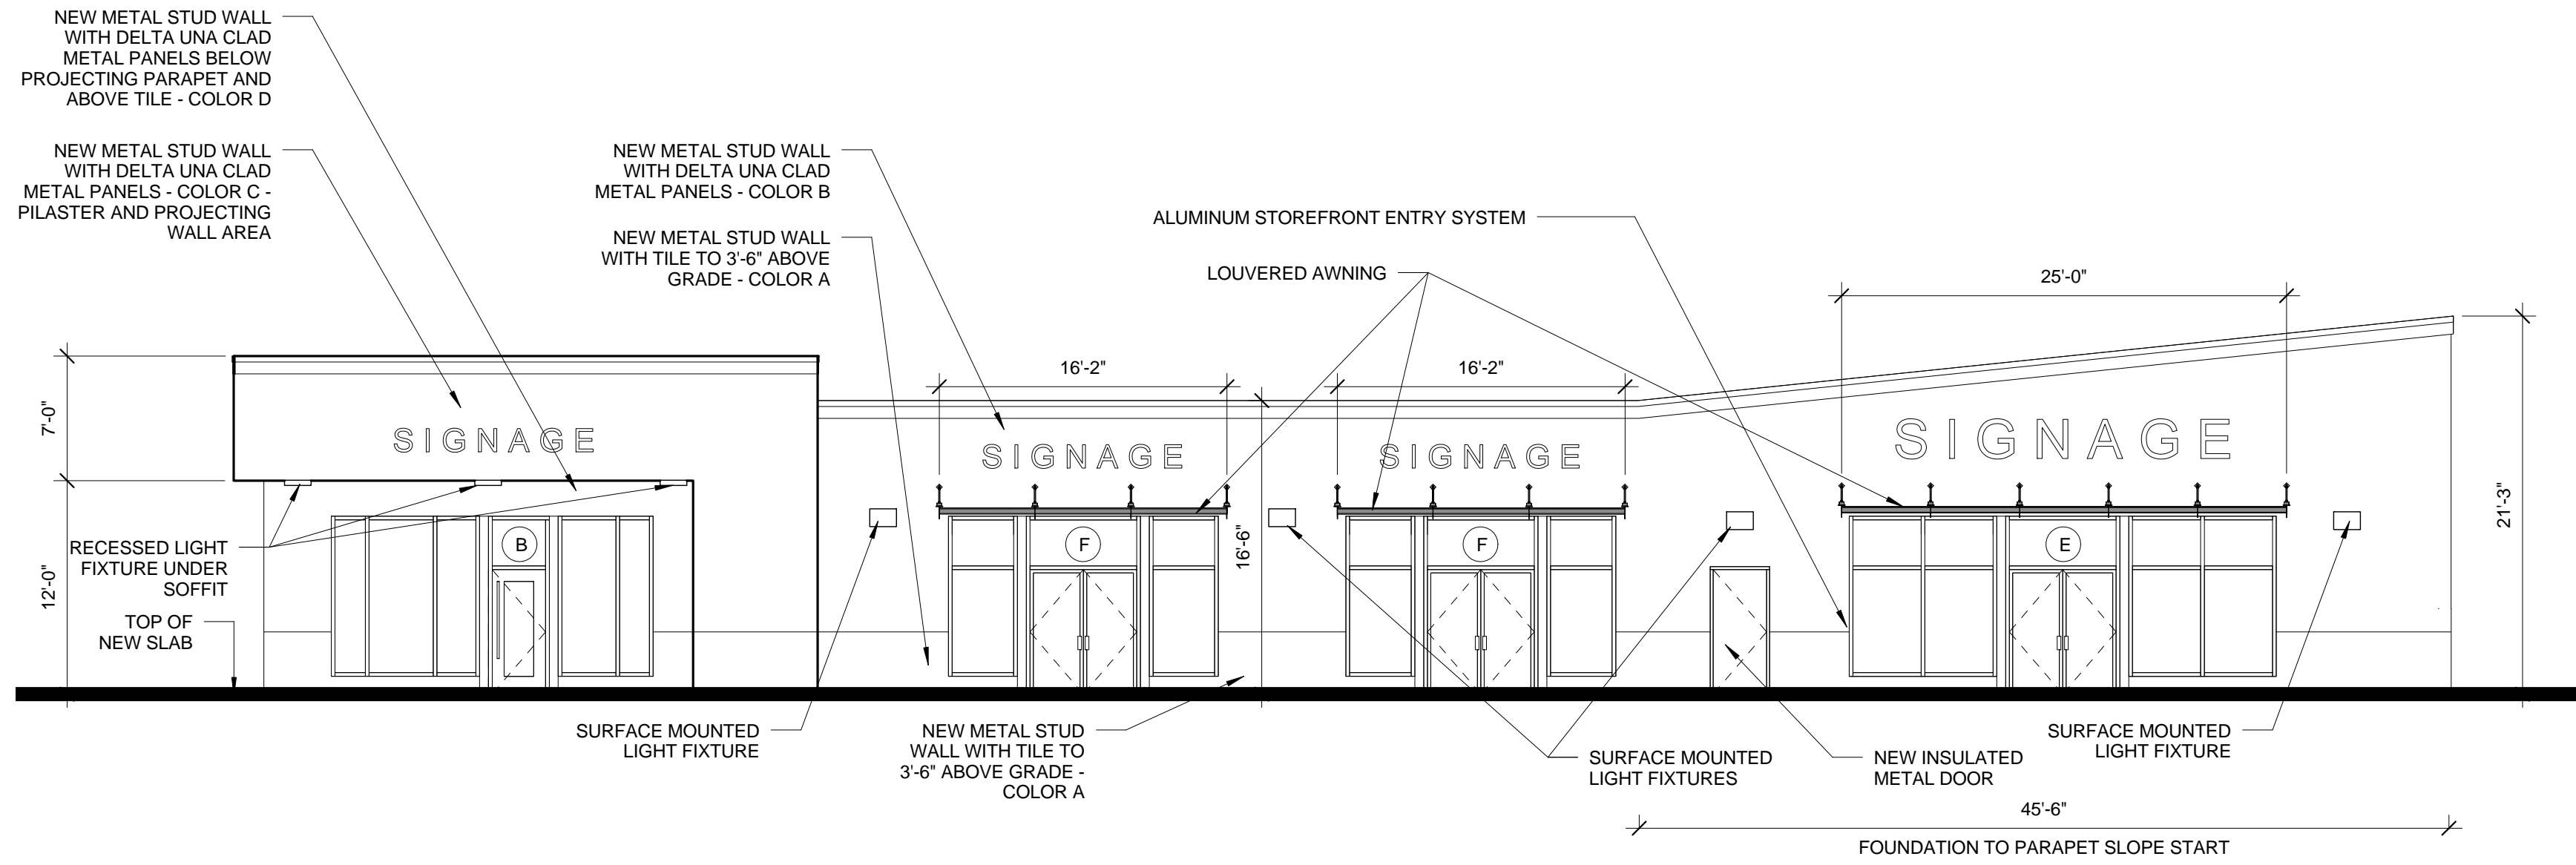 NEW METAL STUD WALL
WITH DELTA UNA CLAD
METAL PANELS BELOW
PROJECTING PARAPET AND
ABOVE TILE - COLOR D
NEW METAL STUD WALL
WITH DELTA UNA CLAD
METAL PANELS - COLOR C -
PILASTER AND PROJECTING
WALL AREA
NEW METAL STUD WALL
WITH DELTA UNA CLAD
METAL PANELS - COLOR B
NEW METAL STUD WALL
WITH TILE TO 3'-6" ABOVE
GRADE - COLOR A
ALUMINUM STOREFRONT ENTRY SYSTEM
LOUVERED AWNING
25'-0"
16'-2"
16'-2"
7'-0"
SIGNAGE
SIGNAGE
SIGNAGE
SIGNAGE
21'-3"
16'-6"
12'-0"
B
F
F
E
RECESSED LIGHT
FIXTURE UNDER
SOFFIT
TOP OF
NEW SLAB
SURFACE MOUNTED
LIGHT FIXTURE
NEW METAL STUD
WALL WITH TILE TO
3'-6" ABOVE GRADE -
COLOR A
SURFACE MOUNTED
LIGHT FIXTURES
NEW INSULATED
METAL DOOR
SURFACE MOUNTED
LIGHT FIXTURE
45'-6"
FOUNDATION TO PARAPET SLOPE START